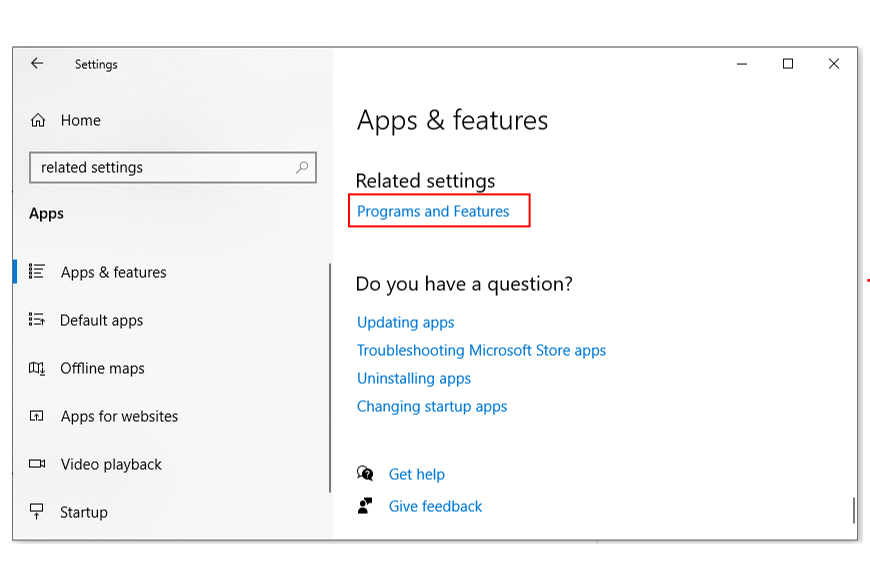 Settings
Home
related settings
Apps
Apps & features
Default apps
Offline maps
Apps for websites
Video playback
Startup
Apps & features
Related settings
Programs and Features
Do you have a question?
Updating apps
Troubleshooting Microsoft Store apps
Uninstalling apps
Changing startup apps
Get help
Give feedback